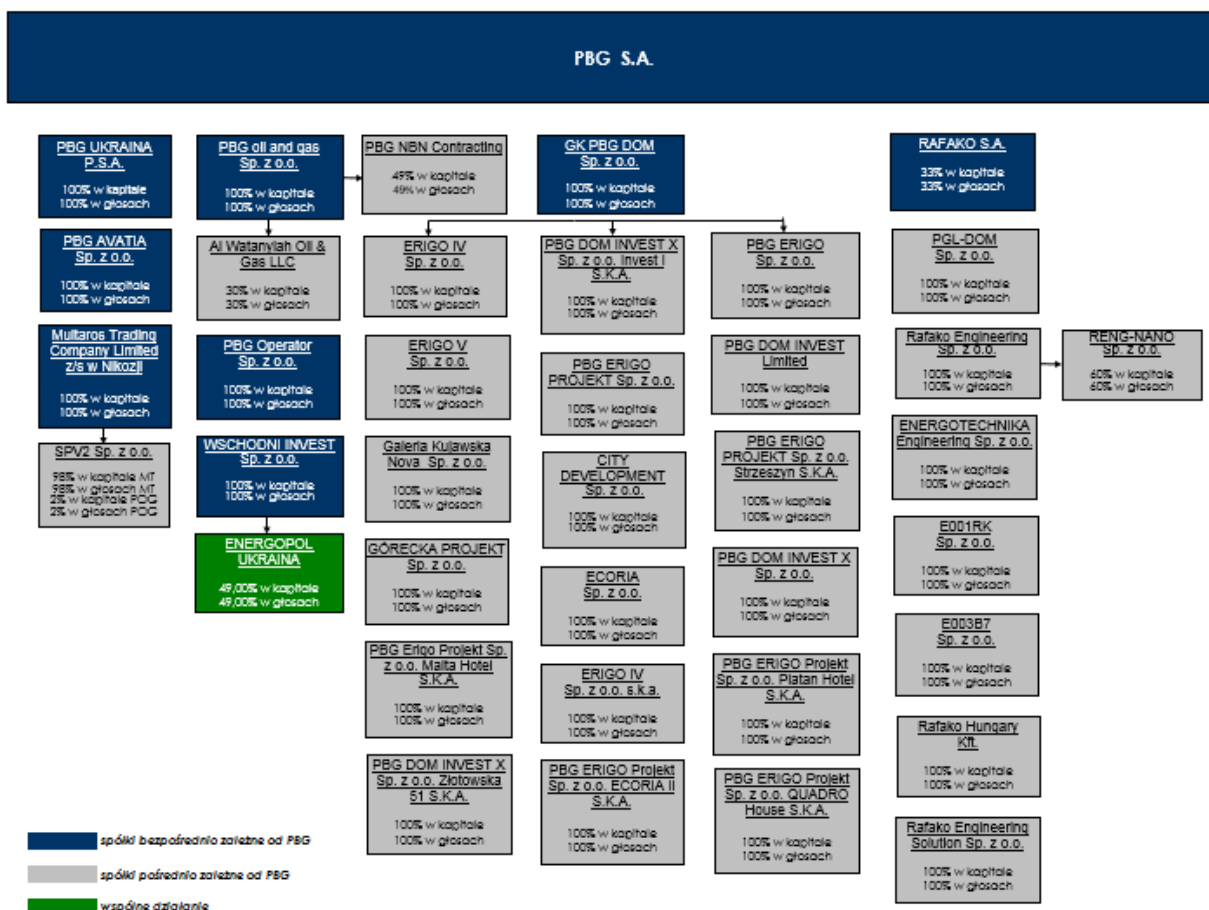 PBG S.A.
PBG UKRAINA
P.S.A.
100% w kapitale
100% w głosach
PBG oil and gas
Sp. z o.o.
100% w kapitale
100% w głosach
PBG NBN Contracting
49% w kapitale
49% w głosach
GK PBG DOM
Sp. z o.o.
100% w kapitale
100% w głosach
RAFAKO S.A.
33% w kapitale
33% w głosach
PBG AVATIA
Sp. z o.o.
100% w kapitale
100% w głosach
Al Watanyiah Oil &
Gas LLC
30% w kapitale
30% w głosach
ERIGO IV
Sp. z o.o.
100% w kapitale
100% w głosach
PBG DOM INVEST X
Sp. z o.o. Invest I
S.K.A.
100% w kapitale
100% w głosach
PBG ERIGO
Sp. z o.o.
100% w kapitale
100% w głosach
PGL-DOM
Sp. z o.o.
100% w kapitale
100% w głosach
Multaros Trading
Company Limited
z/s w Nikozji
100% w kapitale
100% w głosach
PBG Operator
Sp. z o.o.
100% w kapitale
100% w głosach
ERIGO V
Sp. z o.o.
100% w kapitale
100% w głosach
PBG ERIGO
PROJEKT Sp. z o.o.
100% w kapitale
100% w głosach
PBG DOM INVEST
Limited
100% w kapitale
100% w głosach
Rafako Engineering
Sp. z o.o.
100% w kapitale
100% w głosach
RENG-NANO
Sp. z o.o.
60% w kapitale
60% w głosach
SPV2 Sp. z o.o.
98% w kapitale MT
98% w głosach MT
2% w kapitale POG
2% w głosach POG
WSCHODNI INVEST
Sp. z o.o.
100% w kapitale
100% w głosach
Galeria Kujawska
Nova Sp. z o.o.
100% w kapitale
100% w głosach
CITY
DEVELOPMENT
Sp. z o.o.
100% w kapitale
100% w głosach
PBG ERIGO
PROJEKT Sp. z o.o.
Strzeszyn S.K.A.
100% w kapitale
100% w głosach
ENERGOTECHNIKA
Engineering Sp. z o.o.
100% w kapitale
100% w głosach
ENERGOPOL
UKRAINA
49,00% w kapitale
49,00% w głosach
GÓRECKA PROJEKT
Sp. z o.o.
100% w kapitale
100% w głosach
ECORIA
Sp. z o.o.
100% w kapitale
100% w głosach
PBG DOM INVEST X
Sp. z o.o.
100% w kapitale
100% w głosach
E001RK
Sp. z o.o.
100% w kapitale
100% w głosach
PBG Erigo Projekt Sp.
z o.o. Malta Hotel
S.K.A.
100% w kapitale
100% w głosach
ERIGO IV
Sp. z o.o. s.k.a.
100% w kapitale
100% w głosach
PBG ERIGO Projekt
Sp. z o.o. Platan Hotel
S.K.A.
100% w kapitale
100% w głosach
E003B7
Sp. z o.o.
100% w kapitale
100% w głosach
PBG DOM INVEST X
Sp. z o.o. Złotowska
51 S.K.A.
100% w kapitale
100% w głosach
PBG ERIGO Projekt
Sp. z o.o. ECORIA II
S.K.A.
100% w kapitale
100% w głosach
PBG ERIGO Projekt
Sp. z o.o. QUADRO
House S.K.A.
100% w kapitale
100% w głosach
Rafako Hungary
Kft.
100% w kapitale
100% w głosach
Rafako Engineering
Solution Sp. z o.o.
100% w kapitale
100% w głosach
spółki bezpośrednio zależne od PBG
spółki pośrednio zależne od PBG
wspólne działanie